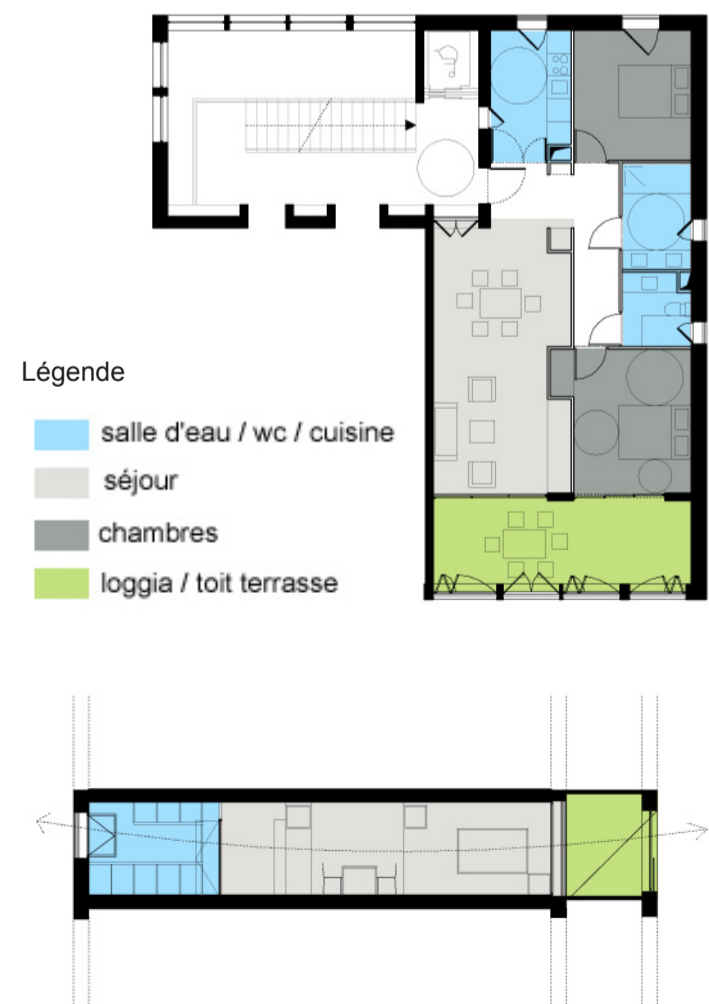 Légende
salle d'eau / wc / cuisine
séjour
chambres
loggia / toit terrasse